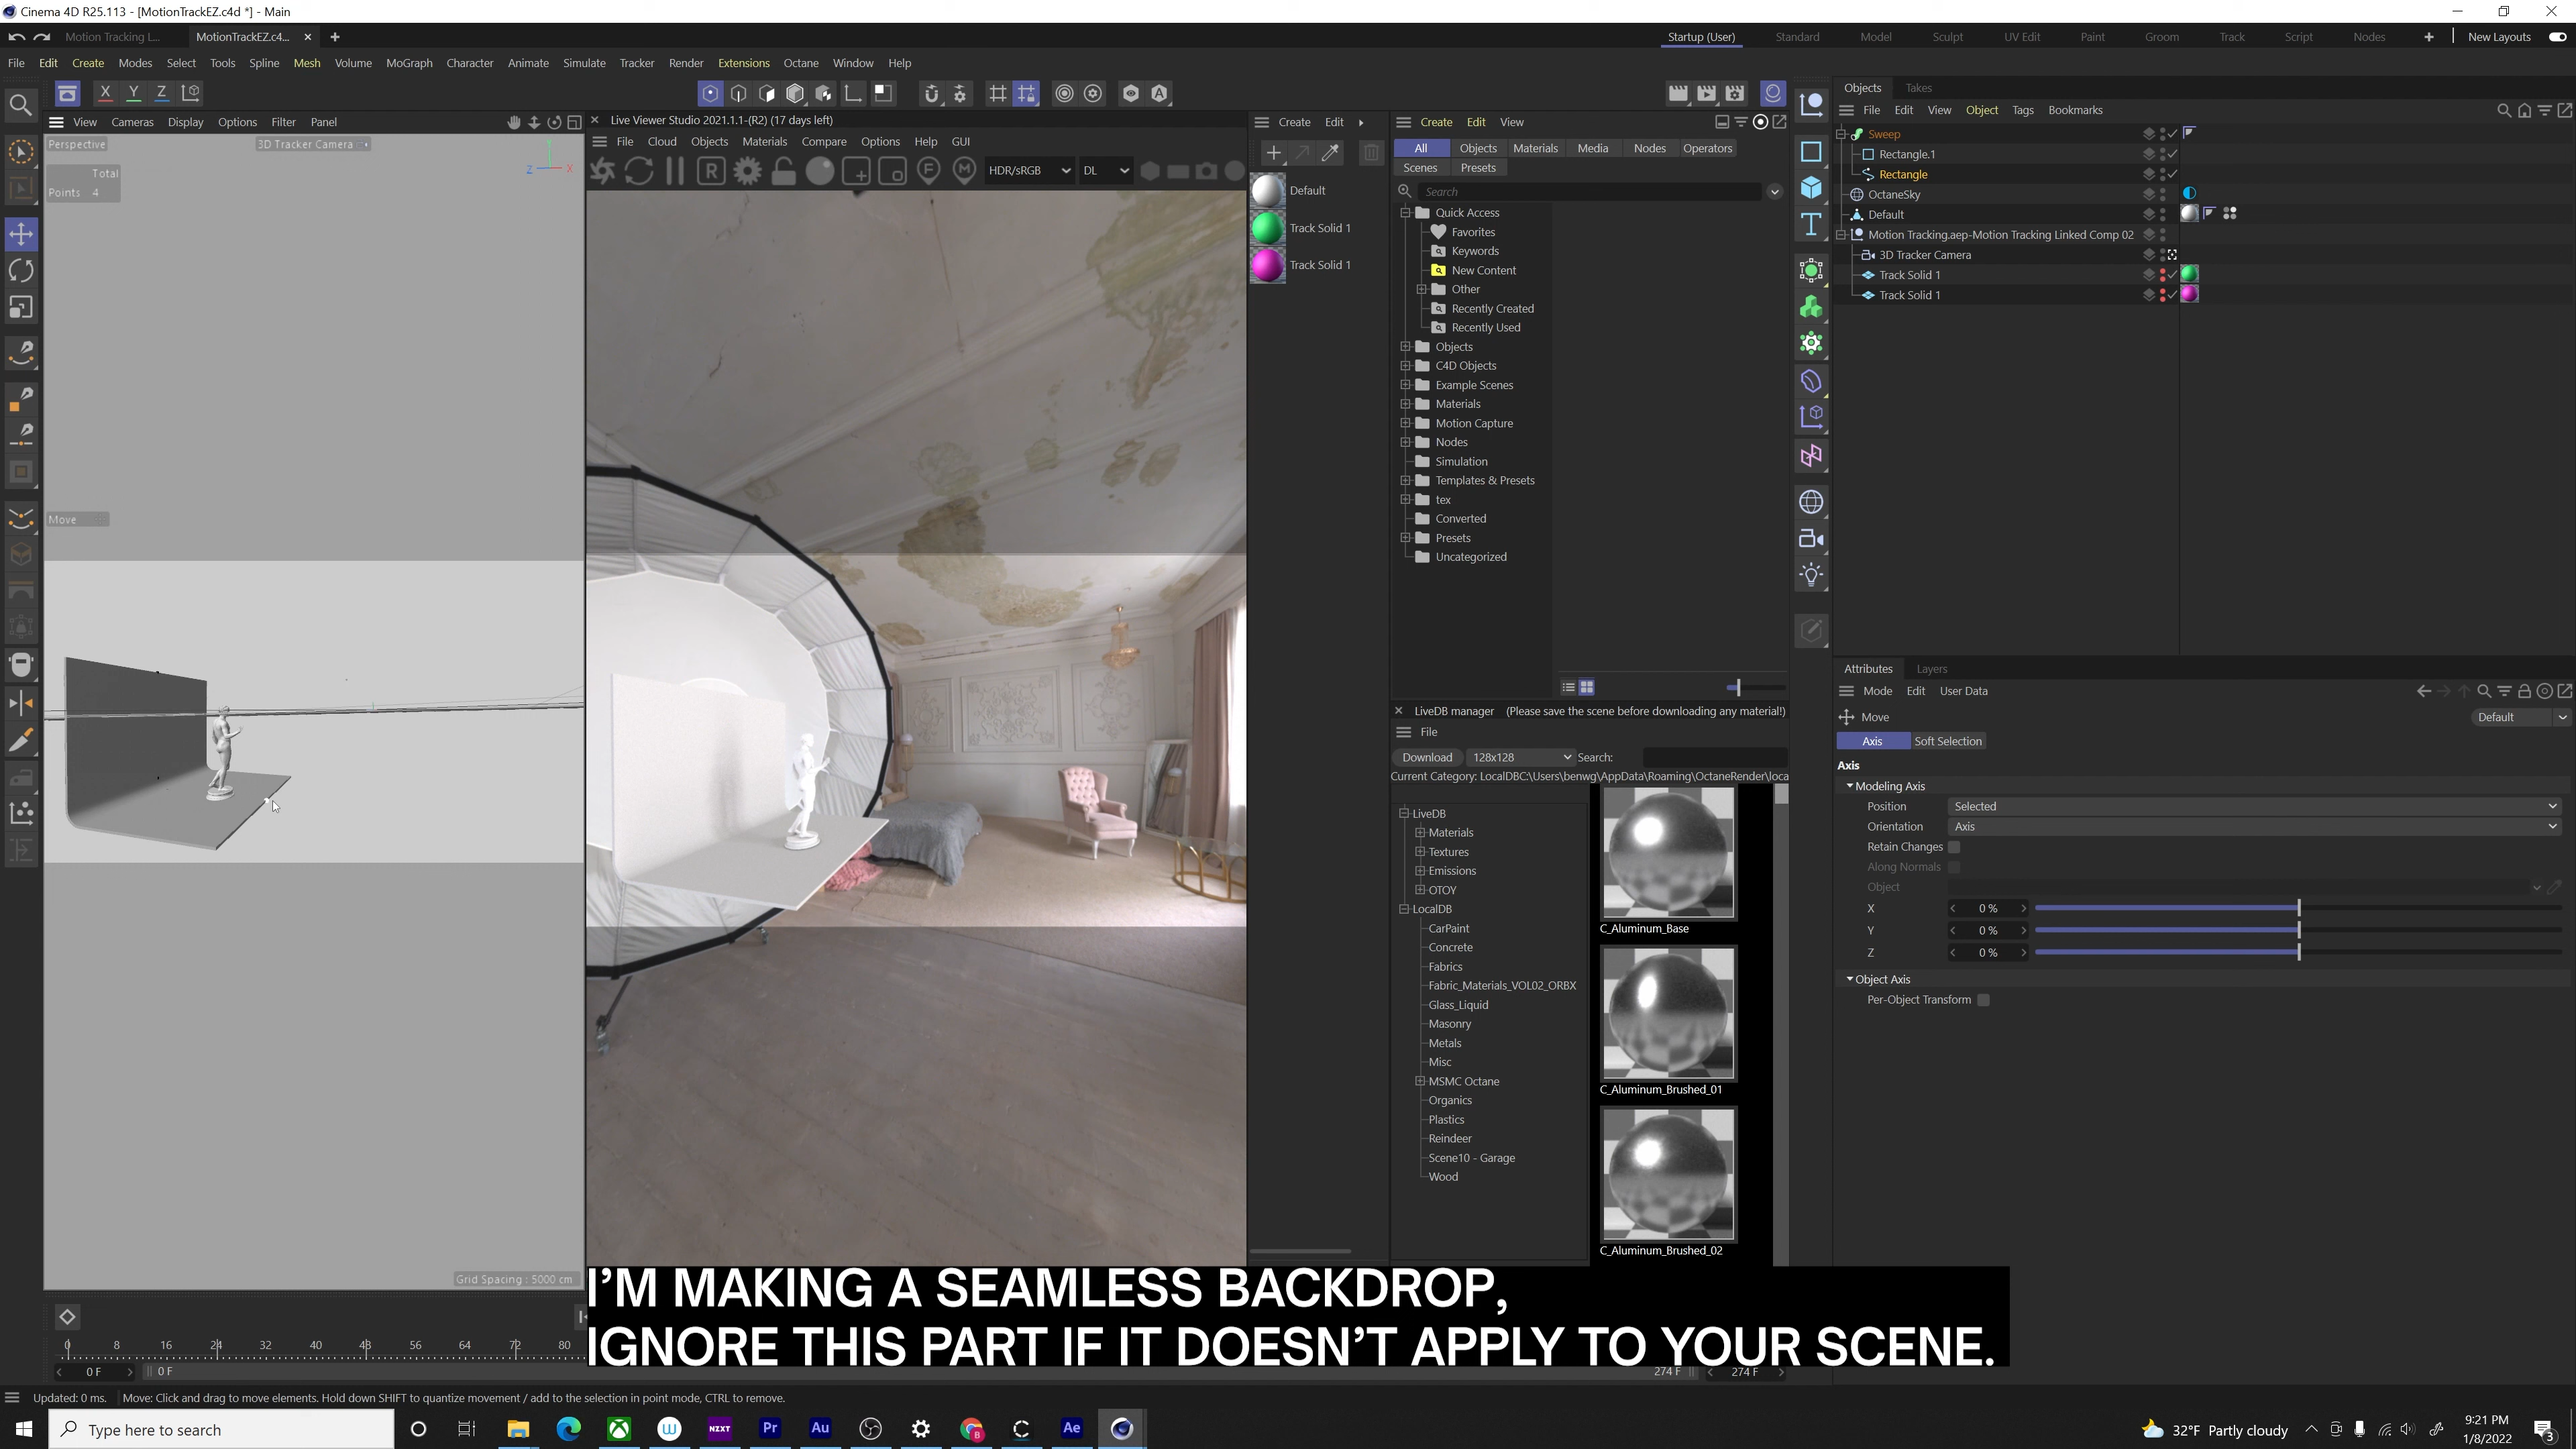 Cinema 4D R25.113 - [MotionTrackEZ.c4d *] - Main
Motion Tracking L... MotionTrackEZ.c4... × +
Startup (User) Standard Model Sculpt UV Edit Paint Groom Track Script Nodes + New Layouts
File Edit Create Modes Select Tools Spline Mesh Volume MoGraph Character Animate Simulate Tracker Render Extensions Octane Window Help
X Y Z
View Cameras Display Options Filter Panel
Perspective 3D Tracker Camera
Total
Points 4
Z X
Move
Grid Spacing : 5000 cm
Live Viewer Studio 2021.1.1-(R2) (17 days left)
File Cloud Objects Materials Compare Options Help GUI
HDR/sRGB DL
Create Edit
Default
Track Solid 1
Track Solid 1
Create Edit View
All Objects Materials Media Nodes Operators
Scenes Presets
Search
Quick Access
Favorites
Keywords
New Content
Other
Recently Created
Recently Used
Objects
C4D Objects
Example Scenes
Materials
Motion Capture
Nodes
Simulation
Templates & Presets
tex
Converted
Presets
Uncategorized
LiveDB manager (Please save the scene before downloading any material!)
File
Download 128x128 Search:
Current Category: LocalDBC:\Users\benwg\AppData\Roaming\OctaneRender\loca
LiveDB
Materials
Textures
Emissions
OTOY
LocalDB
CarPaint
Concrete
Fabrics
Fabric_Materials_VOL02_ORBX
Glass_Liquid
Masonry
Metals
Misc
MSMC Octane
Organics
Plastics
Reindeer
Scene10 - Garage
Wood
C_Aluminum_Base
C_Aluminum_Brushed_01
C_Aluminum_Brushed_02
Objects Takes
File Edit View Object Tags Bookmarks
Sweep
Rectangle.1
Rectangle
OctaneSky
Default
Motion Tracking.aep-Motion Tracking Linked Comp 02
3D Tracker Camera
Track Solid 1
Track Solid 1
Attributes Layers
Mode Edit User Data
Move Default
Axis Soft Selection
Axis
Modeling Axis
Position Selected
Orientation Axis
Retain Changes
Along Normals
Object
X 0 %
Y 0 %
Z 0 %
Object Axis
Per-Object Transform
I'M MAKING A SEAMLESS BACKDROP,
IGNORE THIS PART IF IT DOESN'T APPLY TO YOUR SCENE.
0 8 16 24 32 40 48 56 64 72 80
0 F 0 F 274 F 274 F
Updated: 0 ms. Move: Click and drag to move elements. Hold down SHIFT to quantize movement / add to the selection in point mode, CTRL to remove.
Type here to search
NZXT Pr Au Ae
32°F Partly cloudy
9:21 PM
1/8/2022
3